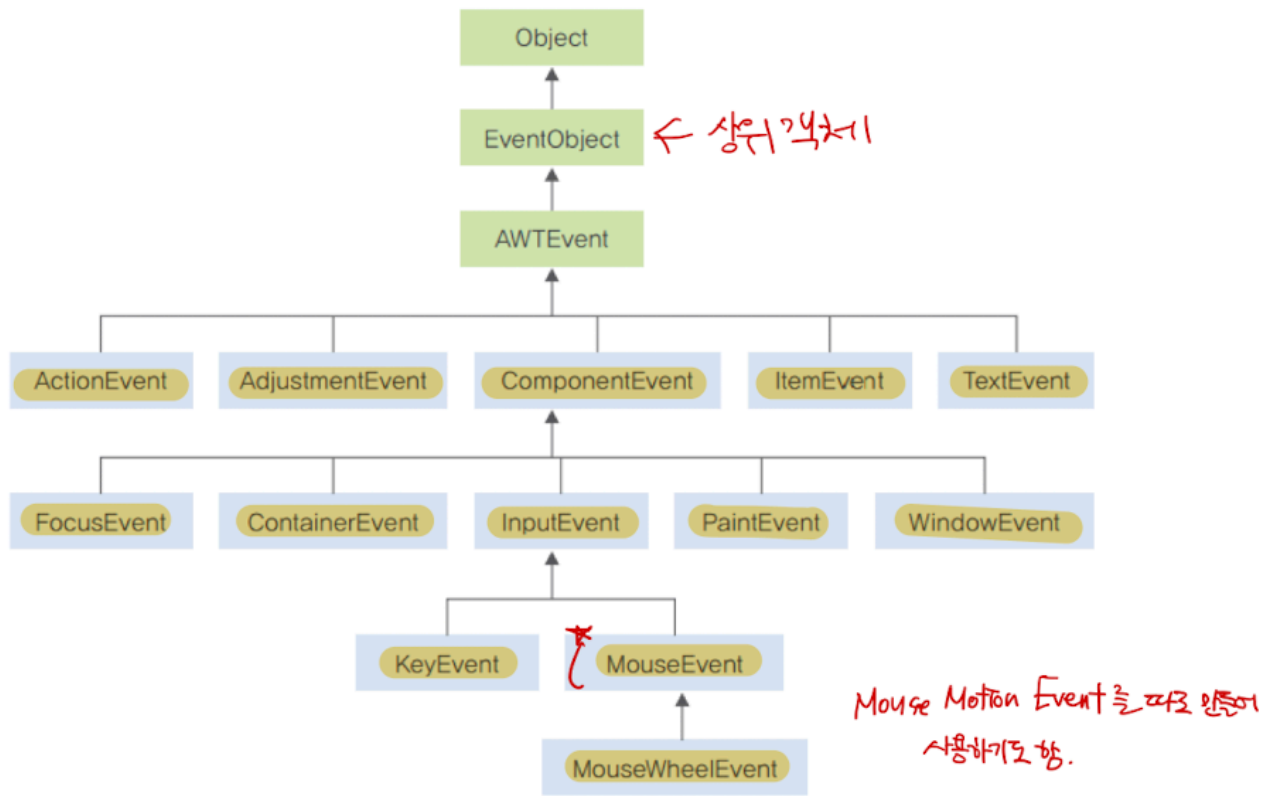 Object
EventObject
← 상위 객체
AWTEvent
ActionEvent
AdjustmentEvent
ComponentEvent
ItemEvent
TextEvent
FocusEvent
ContainerEvent
InputEvent
PaintEvent
WindowEvent
KeyEvent
MouseEvent
Mouse Motion Event를 따로 만들어
사용하기도 함.
MouseWheelEvent